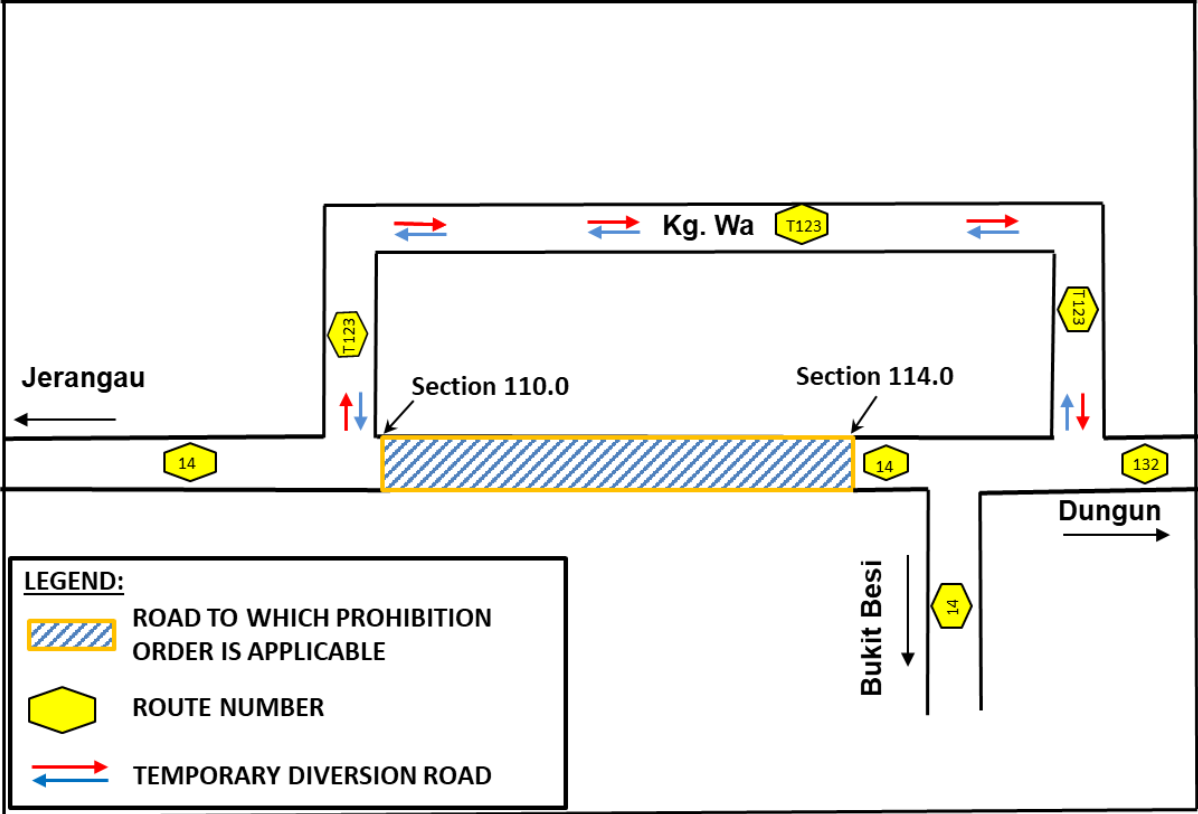 Kg. Wa
T123
T123
T123
Jerangau
Section 110.0
Section 114.0
14
14
132
Dungun
Bukit Besi
14
LEGEND:
ROAD TO WHICH PROHIBITION
ORDER IS APPLICABLE
ROUTE NUMBER
TEMPORARY DIVERSION ROAD